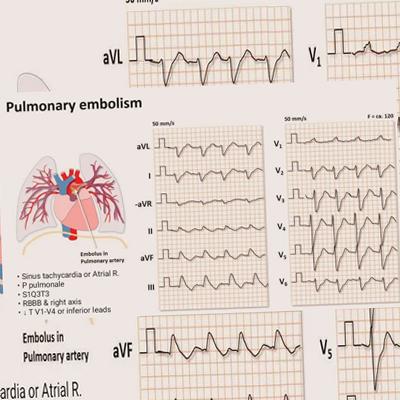 50 mm/s
aVL
V1
Pulmonary embolism
50 mm/s
50 mm/s
F = ca. 120
aVL
I
-aVR
II
aVF
III
V1
V2
V3
V4
V5
V6
Embolus in
Pulmonary artery
• Sinus tachycardia or Atrial R.
• P pulmonale
• S1Q3T3
• RBBB & right axis
• ↓ T V1-V4 or inferior leads
Embolus in
Pulmonary artery
aVF
V5
ardia or Atrial R.